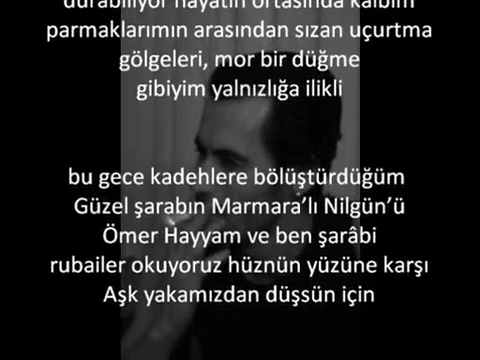 durabiliyor hayatın ortasında kalbim
parmaklarımın arasından sızan uçurtma
gölgeleri, mor bir düğme
gibiyim yalnızlığa ilikli
bu gece kadehlere bölüştürdüğüm
Güzel şarabın Marmara’lı Nilgün’ü
Ömer Hayyam ve ben şarâbi
rubailer okuyoruz hüznün yüzüne karşı
Aşk yakamızdan düşsün için